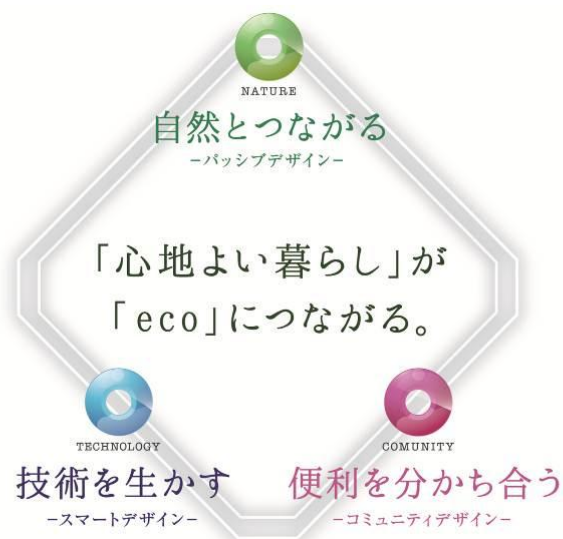 NATURE
自然とつながる
−パッシブデザイン−
「心地よい暮らし」が
「eco」につながる。
TECHNOLOGY
技術を生かす
−スマートデザイン−
COMUNITY
便利を分かち合う
−コミュニティデザイン−